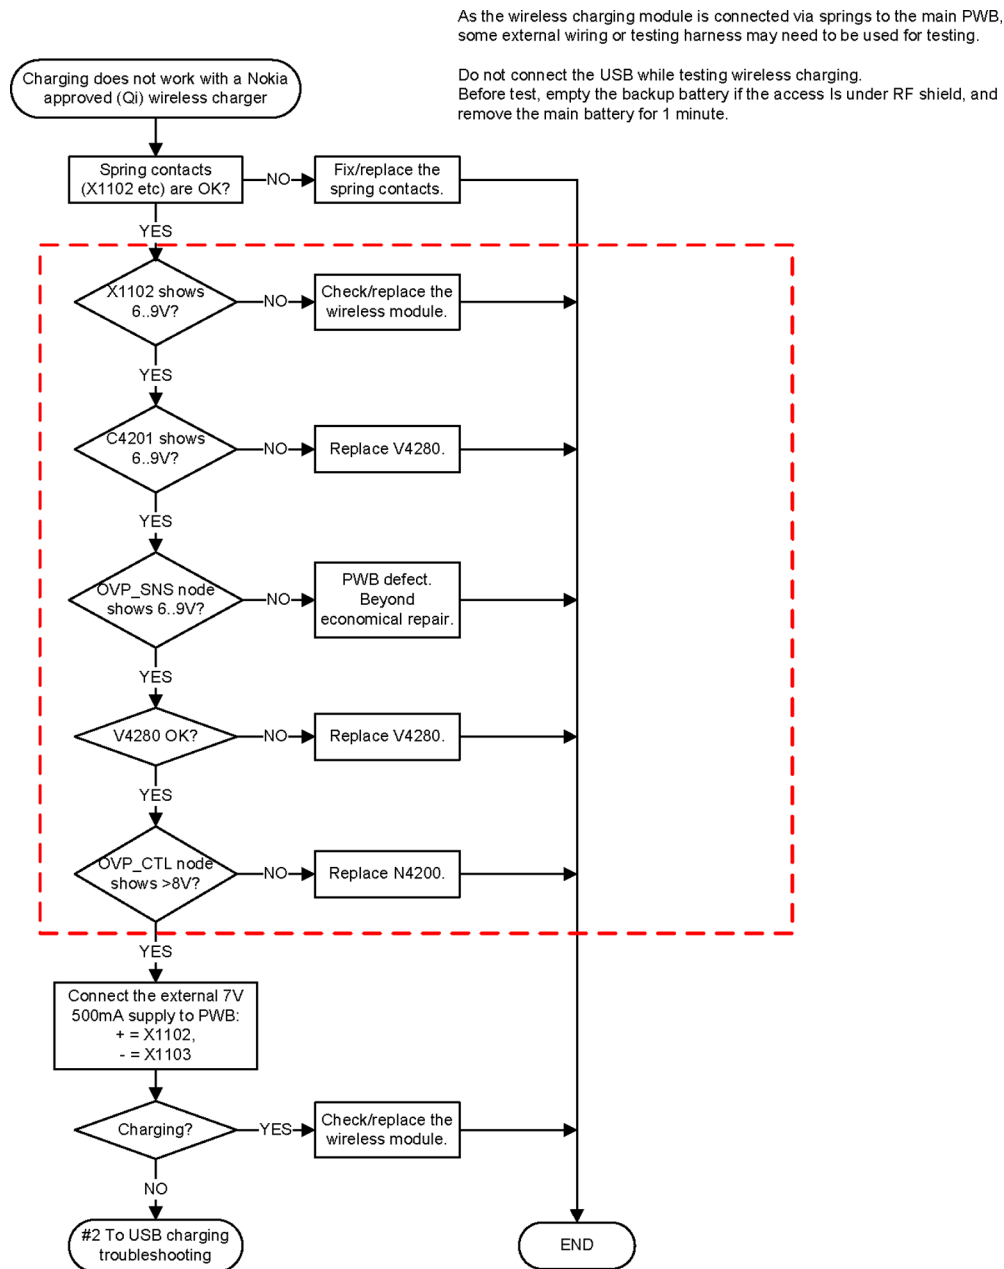 As the wireless charging module is connected via springs to the main PWB,
some external wiring or testing harness may need to be used for testing.
Do not connect the USB while testing wireless charging.
Before test, empty the backup battery if the access Is under RF shield, and
remove the main battery for 1 minute.
Charging does not work with a Nokia
approved (Qi) wireless charger
Spring contacts
(X1102 etc) are OK?
NO
Fix/replace the
spring contacts.
YES
X1102 shows
6..9V?
NO
Check/replace the
wireless module.
YES
C4201 shows
6..9V?
NO
Replace V4280.
YES
OVP_SNS node
shows 6..9V?
NO
PWB defect.
Beyond
economical repair.
YES
V4280 OK?
NO
Replace V4280.
YES
OVP_CTL node
shows >8V?
NO
Replace N4200.
YES
Connect the external 7V
500mA supply to PWB:
+ = X1102,
- = X1103
Charging?
YES
Check/replace the
wireless module.
NO
#2 To USB charging
troubleshooting
END